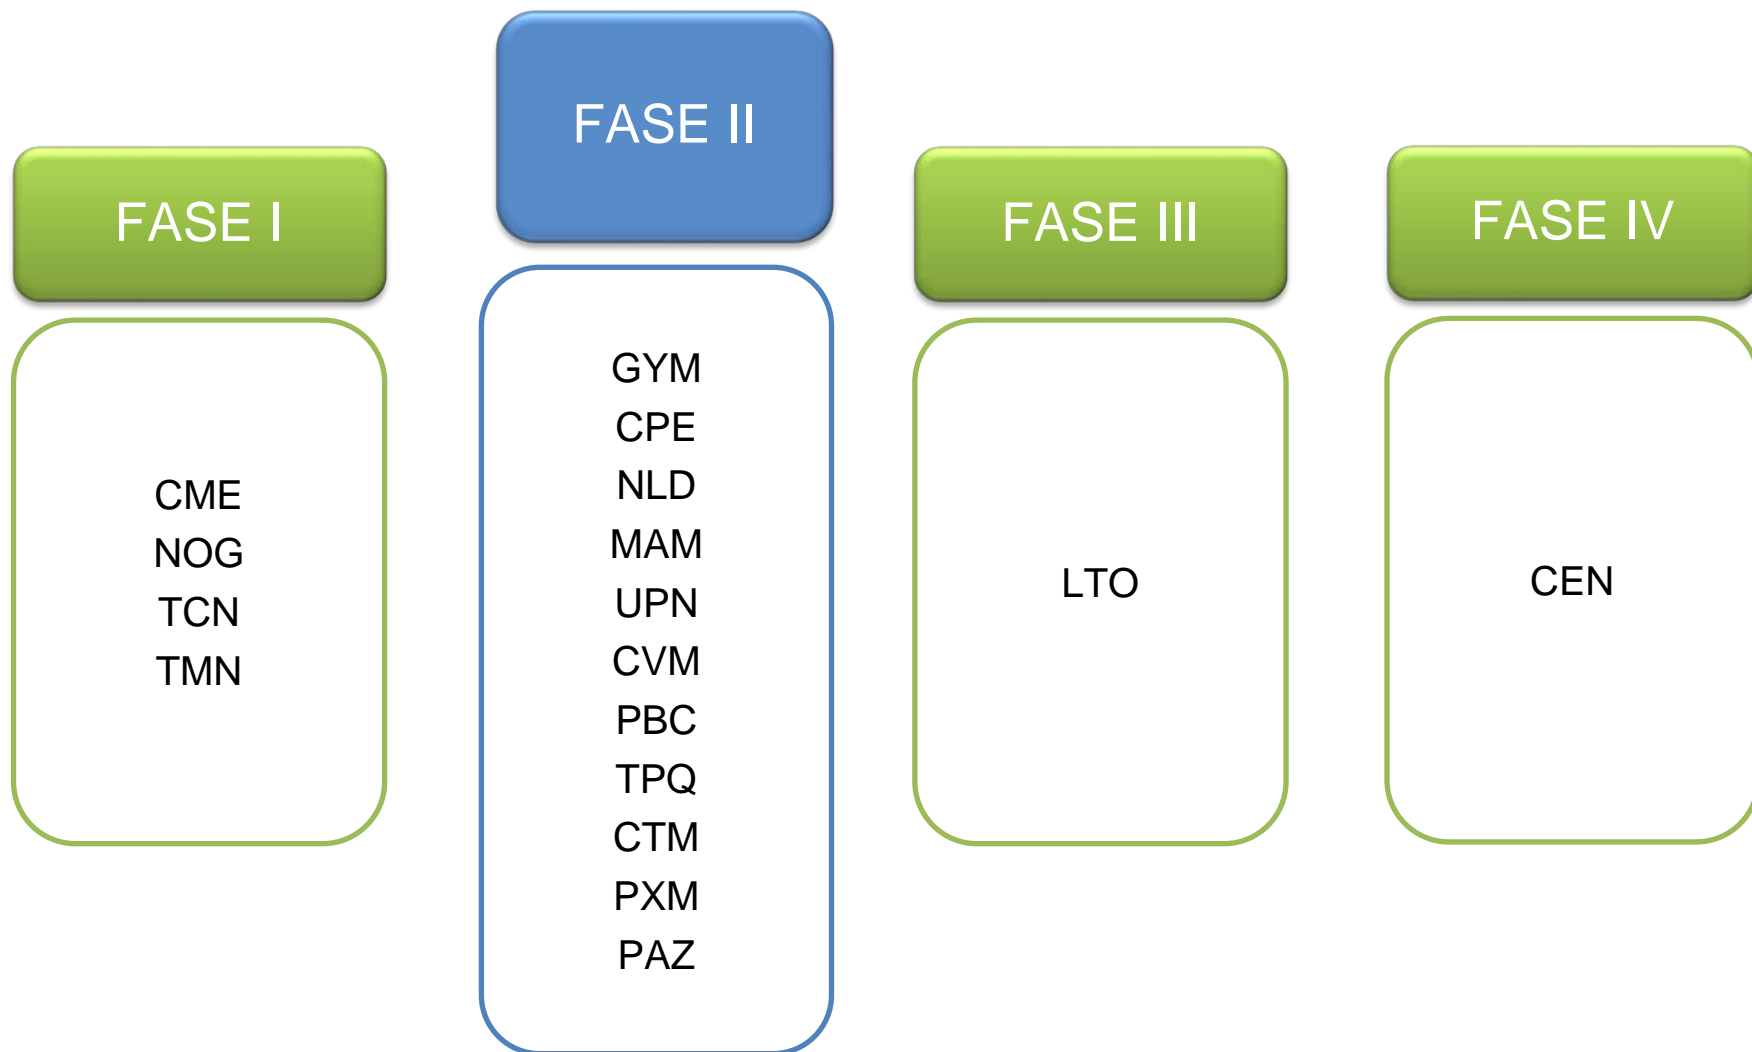 FASE I
CME
NOG
TCN
TMN
FASE II
GYM
CPE
NLD
MAM
UPN
CVM
PBC
TPQ
CTM
PXM
PAZ
FASE III
LTO
FASE IV
CEN